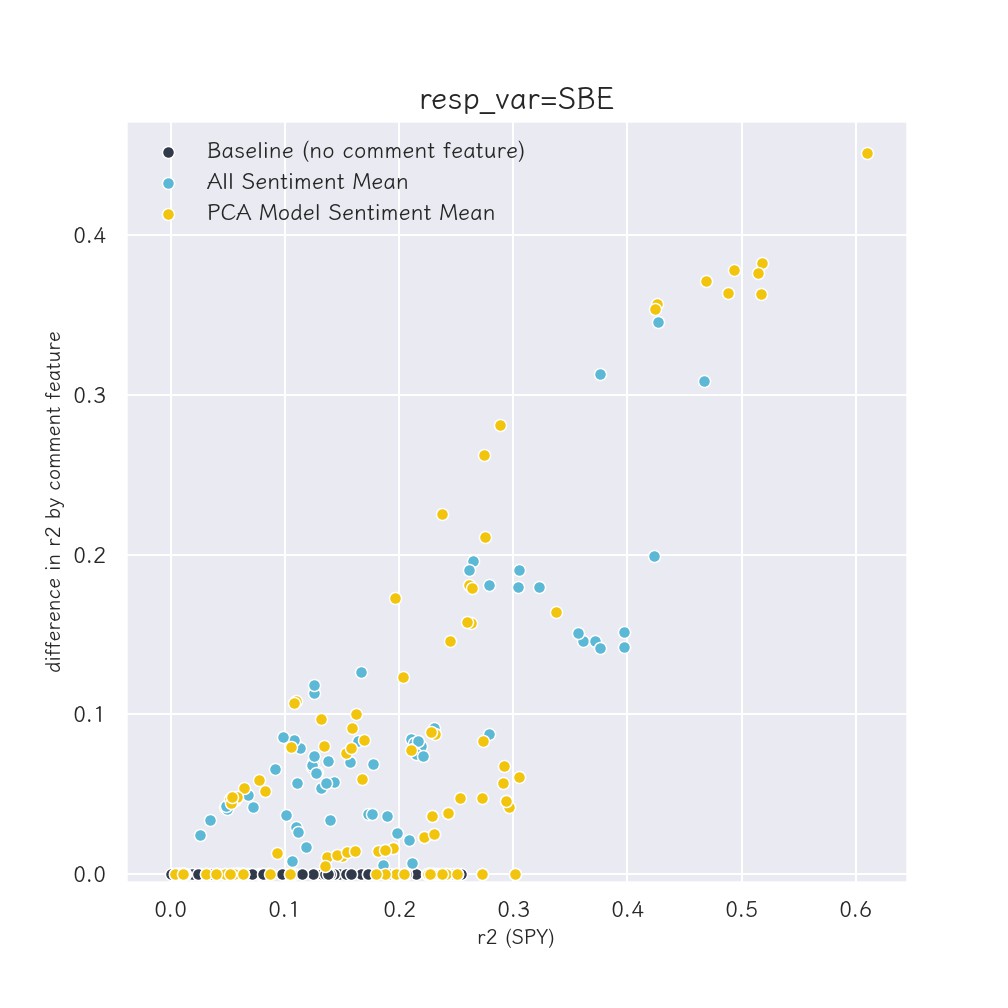 resp_var=SBE
Baseline (no comment feature)
All Sentiment Mean
PCA Model Sentiment Mean
difference in r2 by comment feature
0.4
0.3
0.2
0.1
0.0
0.0 0.1 0.2 0.3 0.4 0.5 0.6
r2 (SPY)